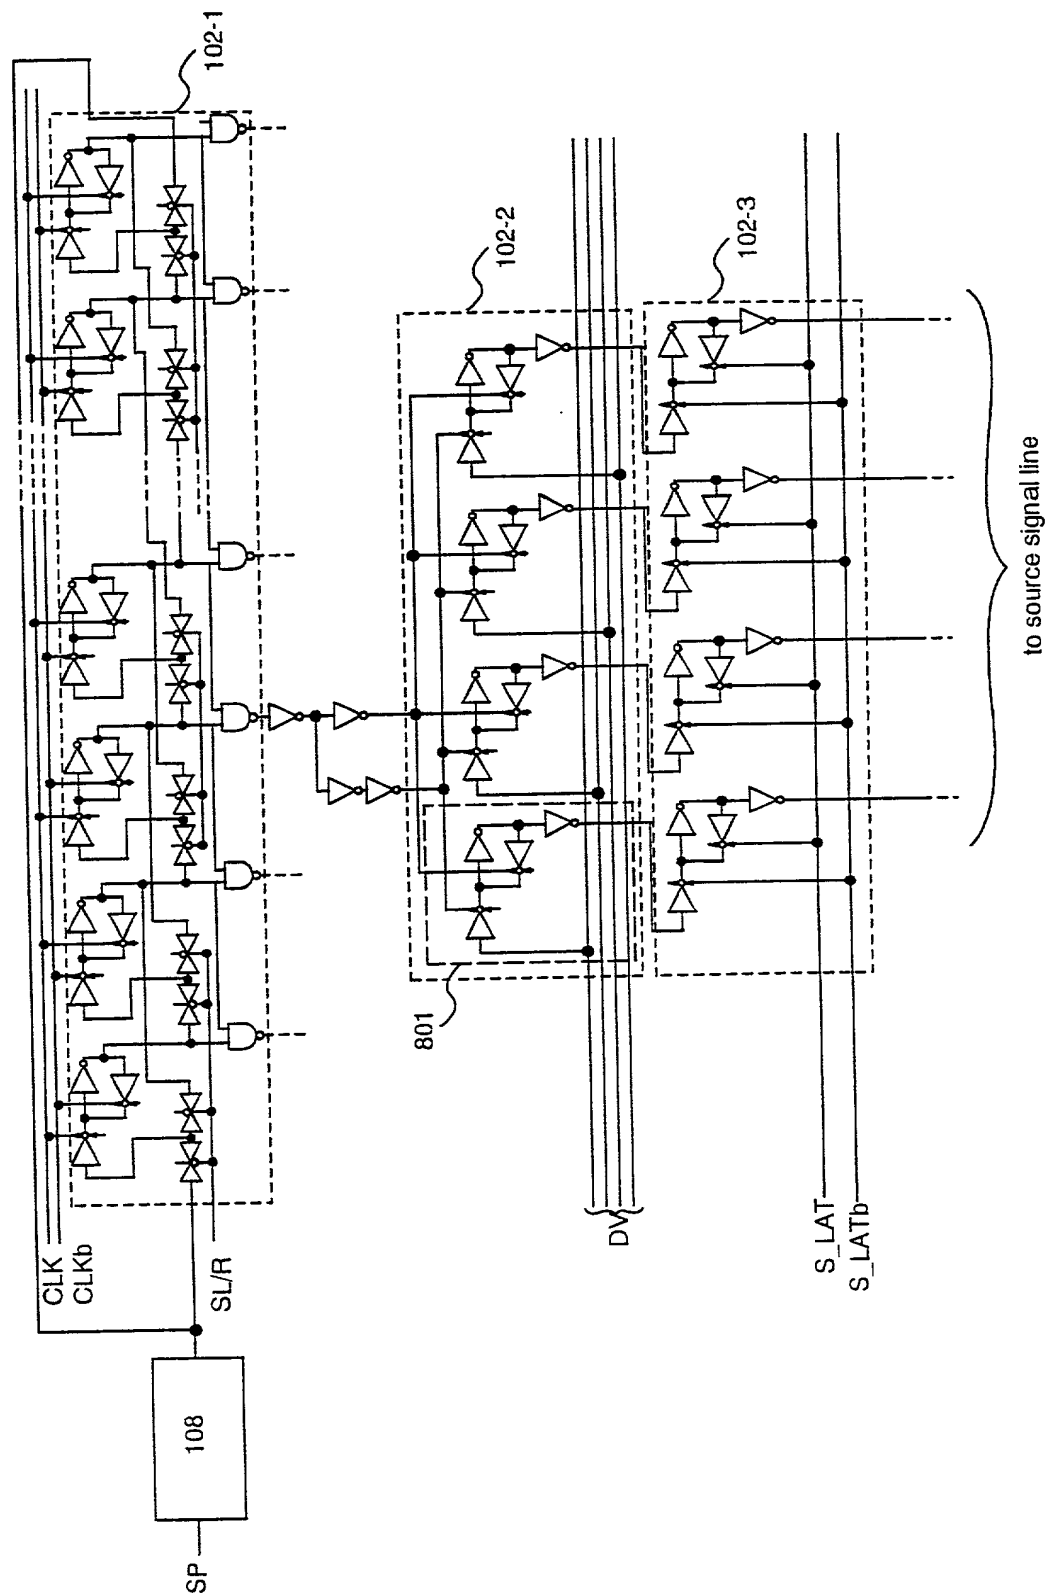 102-1
102-2
102-3
801
CLK
CLKb
SL/R
108
SP
DV
S_LAT
S_LATb
to source signal line